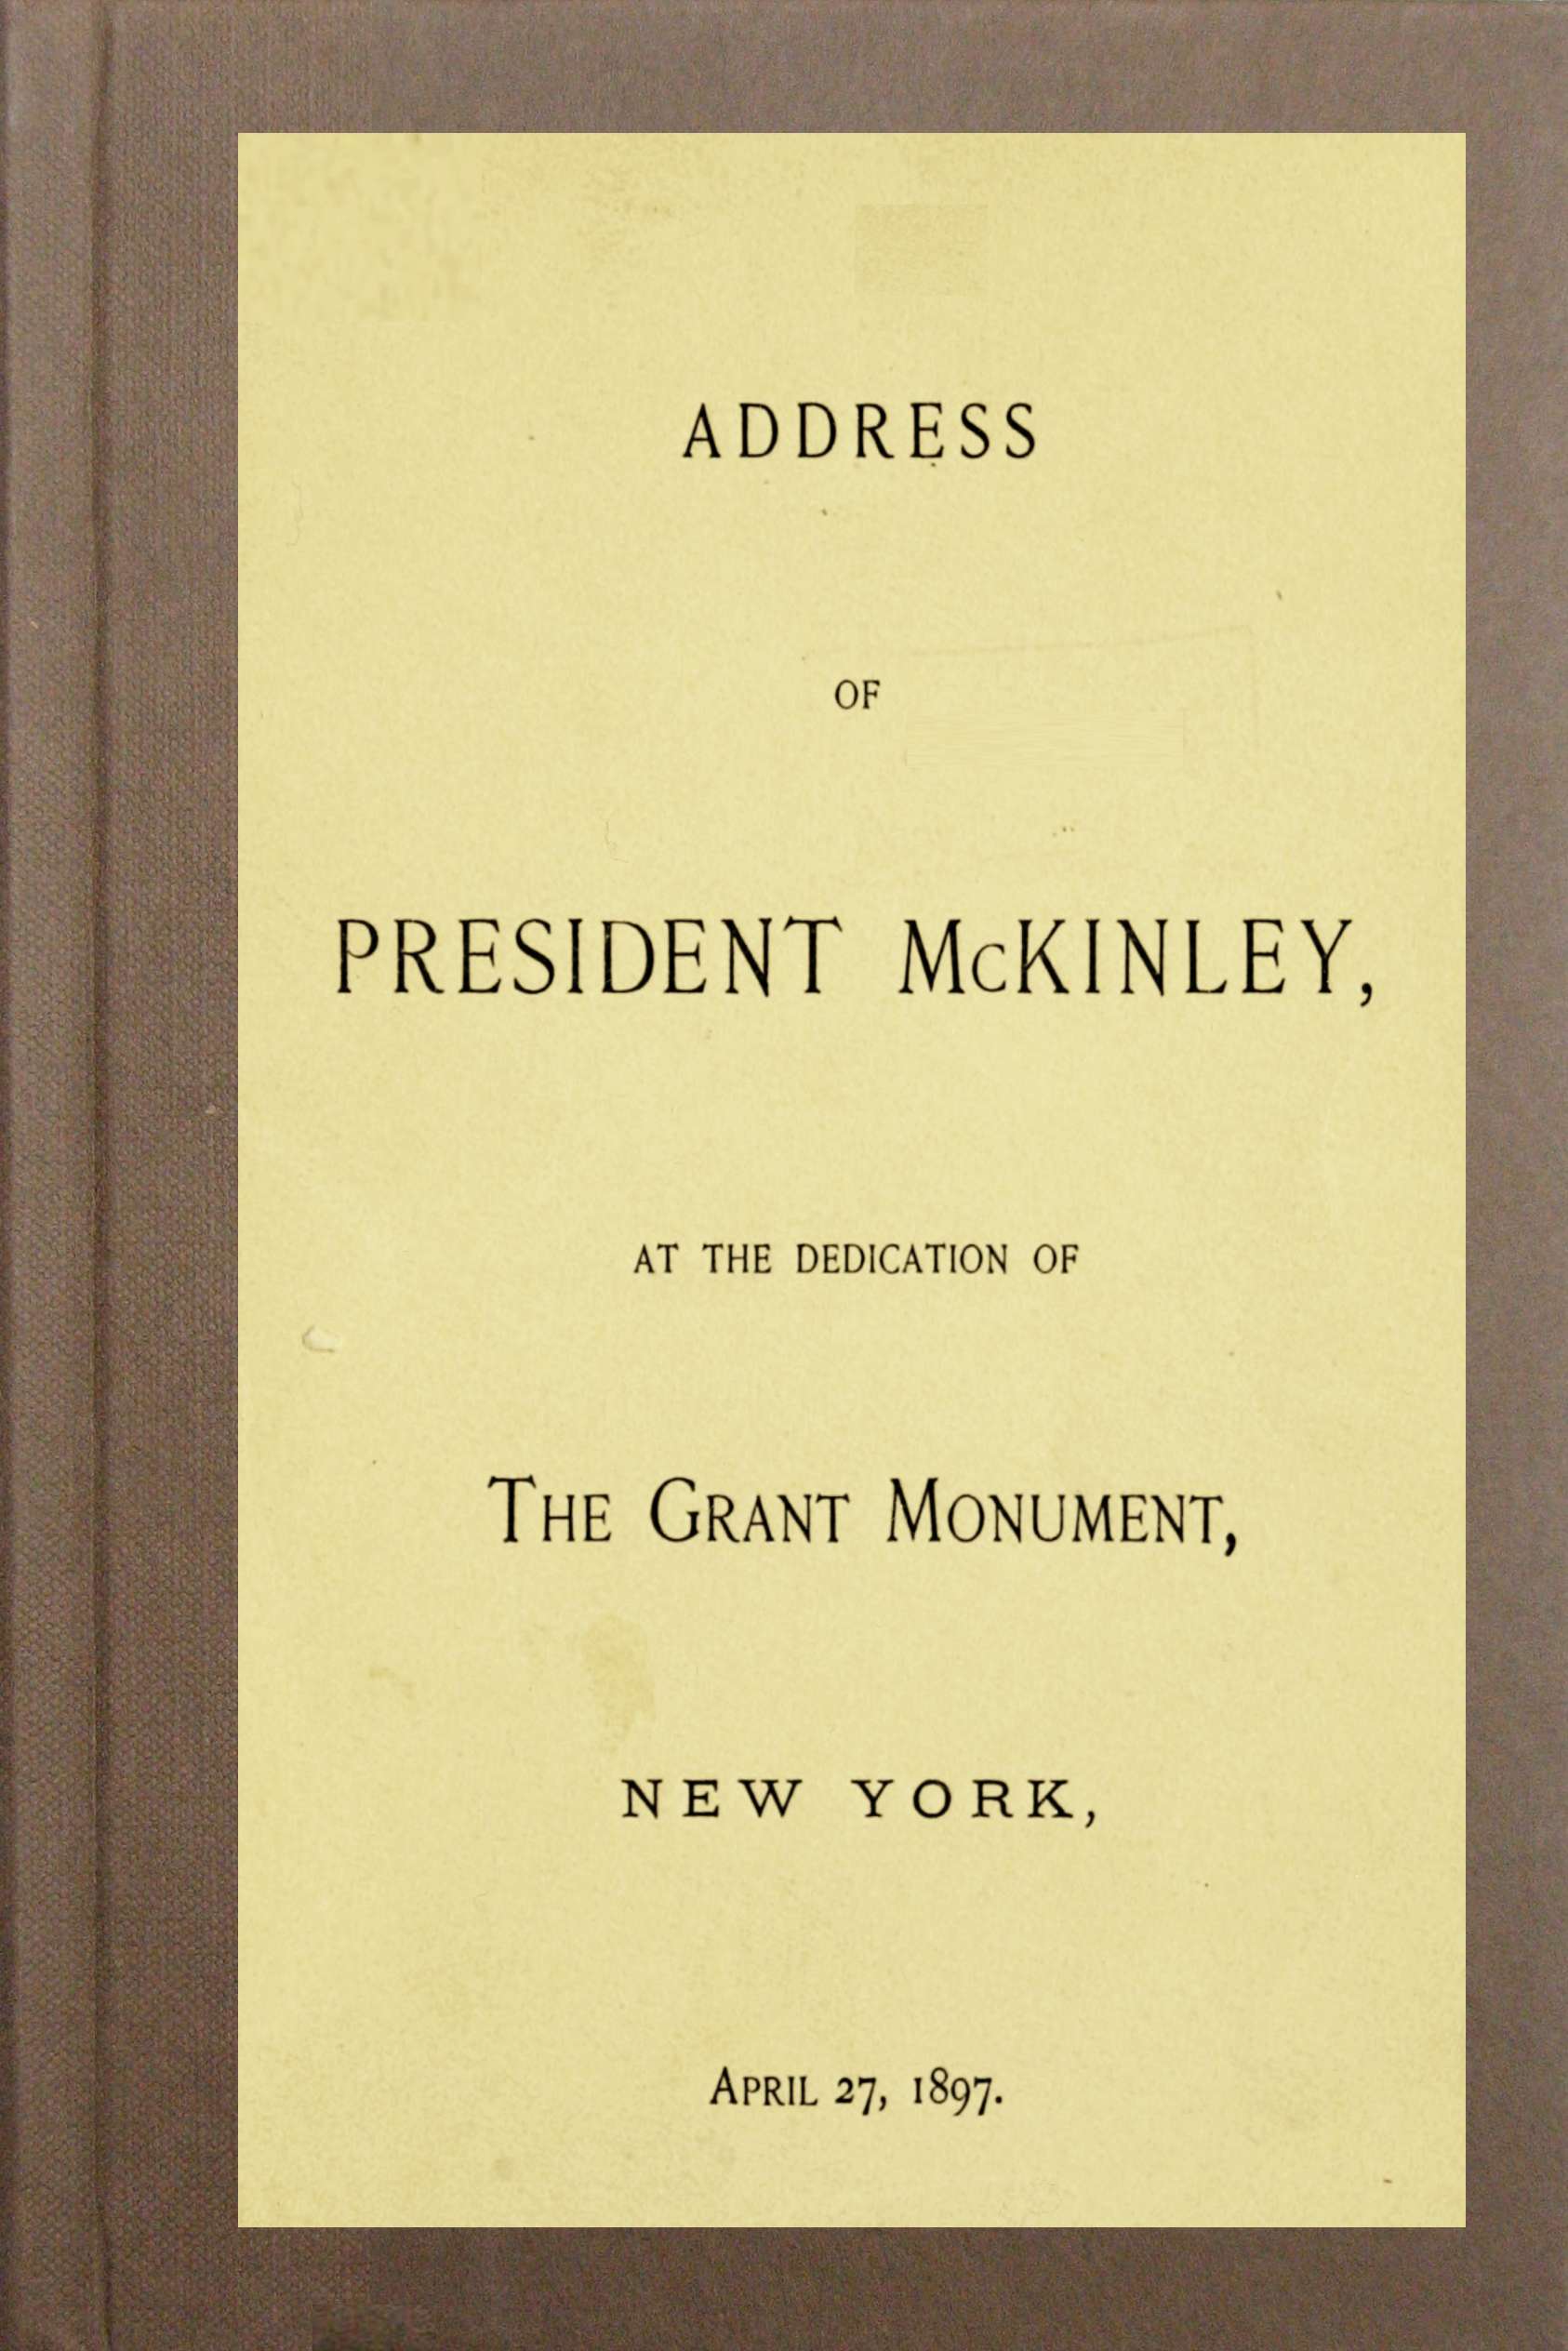 ADDRESS
OF
PRESIDENT McKINLEY,
AT THE DEDICATION OF
THE GRANT MONUMENT,
NEW YORK,
APRIL 27, 1897.